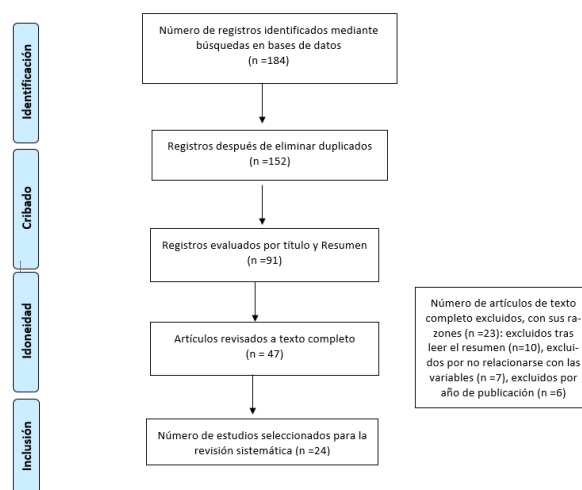 Identificación
Número de registros identificados mediante
búsquedas en bases de datos
(n =184)
Registros después de eliminar duplicados
(n =152)
Cribado
Registros evaluados por título y Resumen
(n =91)
Idoneidad
Artículos revisados a texto completo
(n = 47)
Número de artículos de texto
completo excluidos, con sus ra-
zones (n =23): excluidos tras
leer el resumen (n=10), exclui-
dos por no relacionarse con las
variables (n =7), excluidos por
año de publicación (n =6)
Inclusión
Número de estudios seleccionados para la
revisión sistemática (n =24)